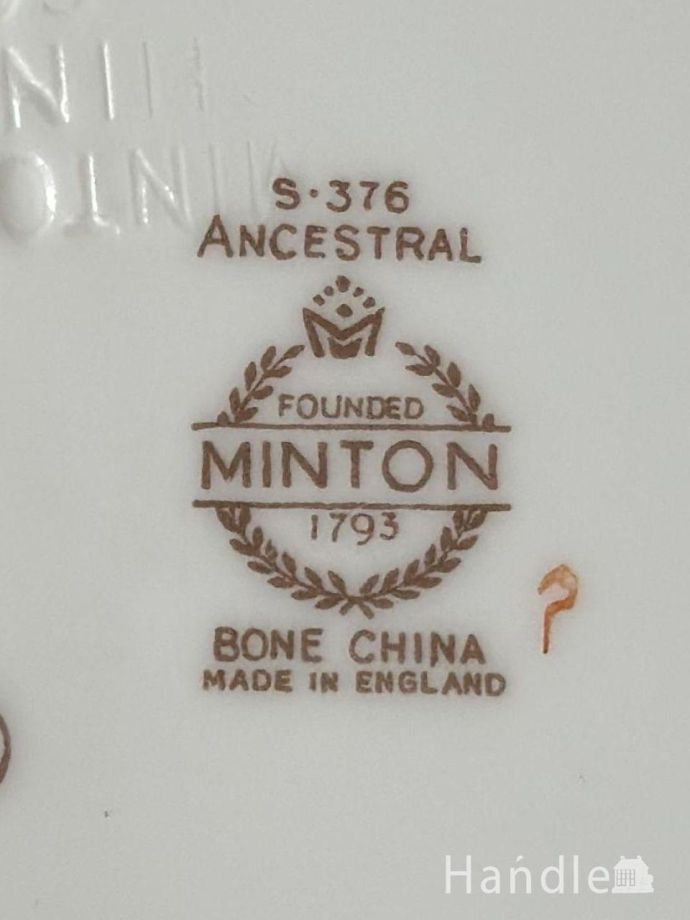 S·376
ANCESTRAL
FOUNDED
MINTON
1793
BONE CHINA
MADE IN ENGLAND
Handle